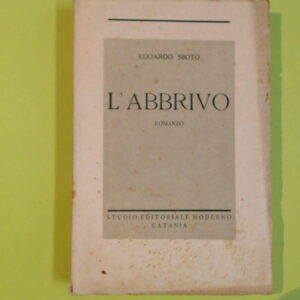 EDOARDO SBOTO
L'ABBRIVO
ROMANZO
STUDIO EDITORIALE MODERNO
CATANIA